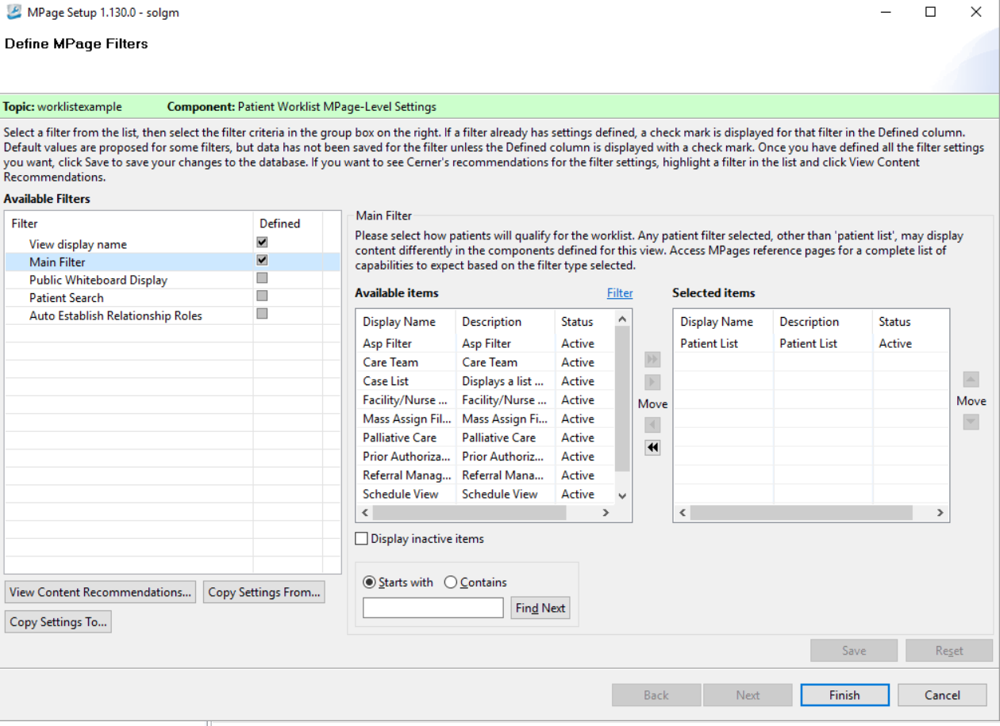 MPage Setup 1.130.0 - solgm
Define MPage Filters
Topic: worklistexample Component: Patient Worklist MPage-Level Settings
Select a filter from the list, then select the filter criteria in the group box on the right. If a filter already has settings defined, a check mark is displayed for that filter in the Defined column.
Default values are proposed for some filters, but data has not been saved for the filter unless the Defined column is displayed with a check mark. Once you have defined all the filter settings
you want, click Save to save your changes to the database. If you want to see Cerner's recommendations for the filter settings, highlight a filter in the list and click View Content
Recommendations.
Available Filters
Filter Defined
View display name
Main Filter
Public Whiteboard Display
Patient Search
Auto Establish Relationship Roles
View Content Recommendations... Copy Settings From...
Copy Settings To...
Main Filter
Please select how patients will qualify for the worklist. Any patient filter selected, other than 'patient list', may display
content differently in the components defined for this view. Access MPages reference pages for a complete list of
capabilities to expect based on the filter type selected.
Available items Filter
Display Name Description Status
Asp Filter Asp Filter Active
Care Team Care Team Active
Case List Displays a list ... Active
Facility/Nurse ... Facility/Nurse ... Active
Mass Assign Fil... Mass Assign Fi... Active
Palliative Care Palliative Care Active
Prior Authoriza... Prior Authoriz... Active
Referral Manag... Referral Mana... Active
Schedule View Schedule View Active
Move
Selected items
Display Name Description Status
Patient List Patient List Active
Move
Display inactive items
Starts with Contains
Find Next
Save Reset
Back Next Finish Cancel